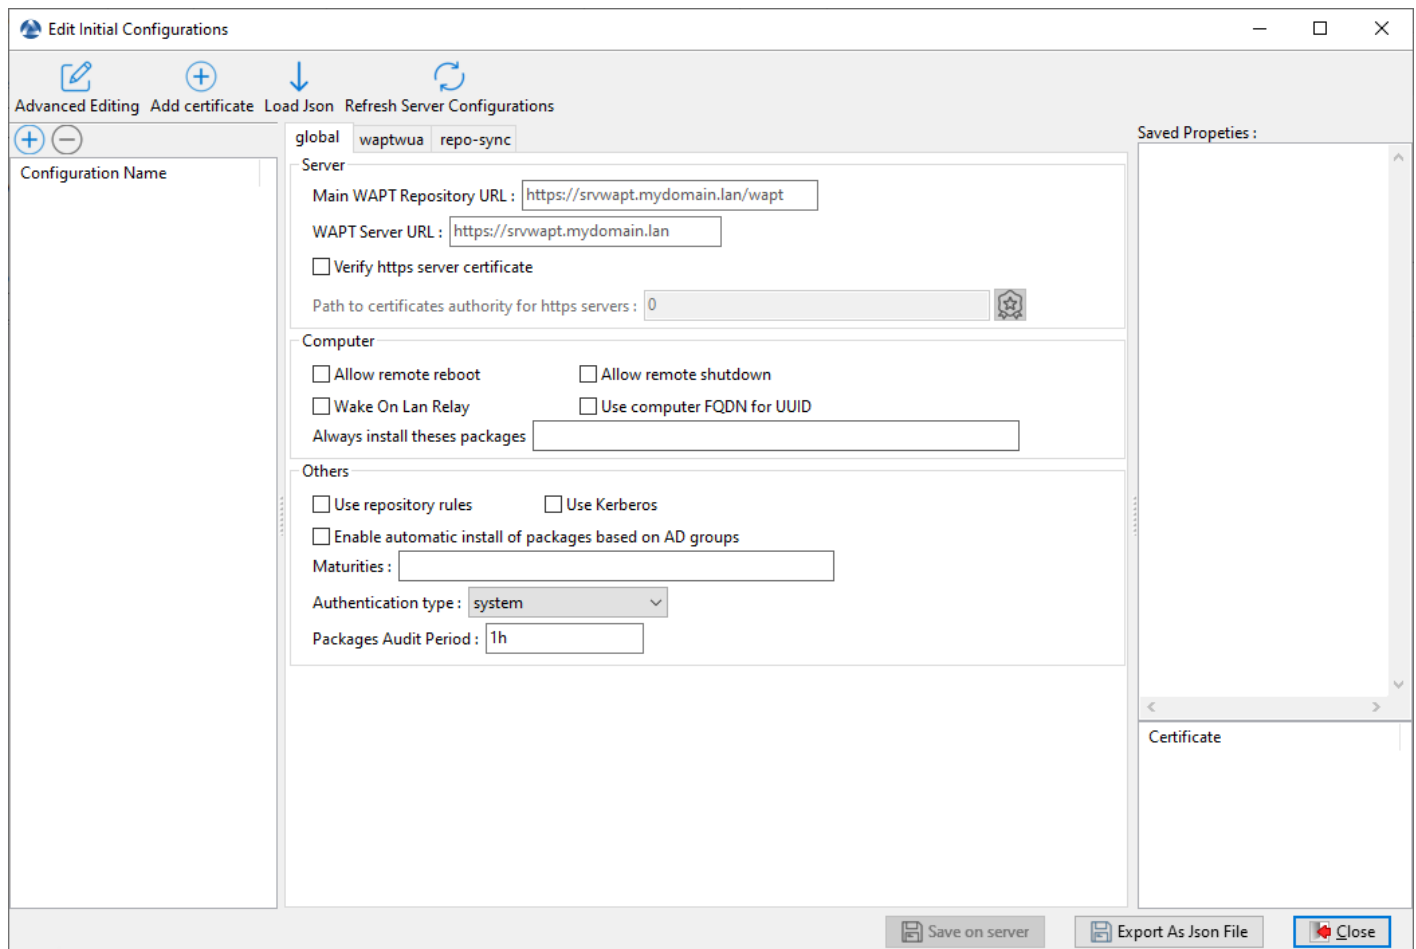 Edit Initial Configurations
Advanced Editing Add certificate Load Json Refresh Server Configurations
Configuration Name
global waptwua repo-sync
Server
Main WAPT Repository URL : https://srvwapt.mydomain.lan/wapt
WAPT Server URL : https://srvwapt.mydomain.lan
Verify https server certificate
Path to certificates authority for https servers : 0
Computer
Allow remote reboot Allow remote shutdown
Wake On Lan Relay Use computer FQDN for UUID
Always install theses packages
Others
Use repository rules Use Kerberos
Enable automatic install of packages based on AD groups
Maturities :
Authentication type : system
Packages Audit Period : 1h
Saved Propeties :
Certificate
Save on server Export As Json File Close